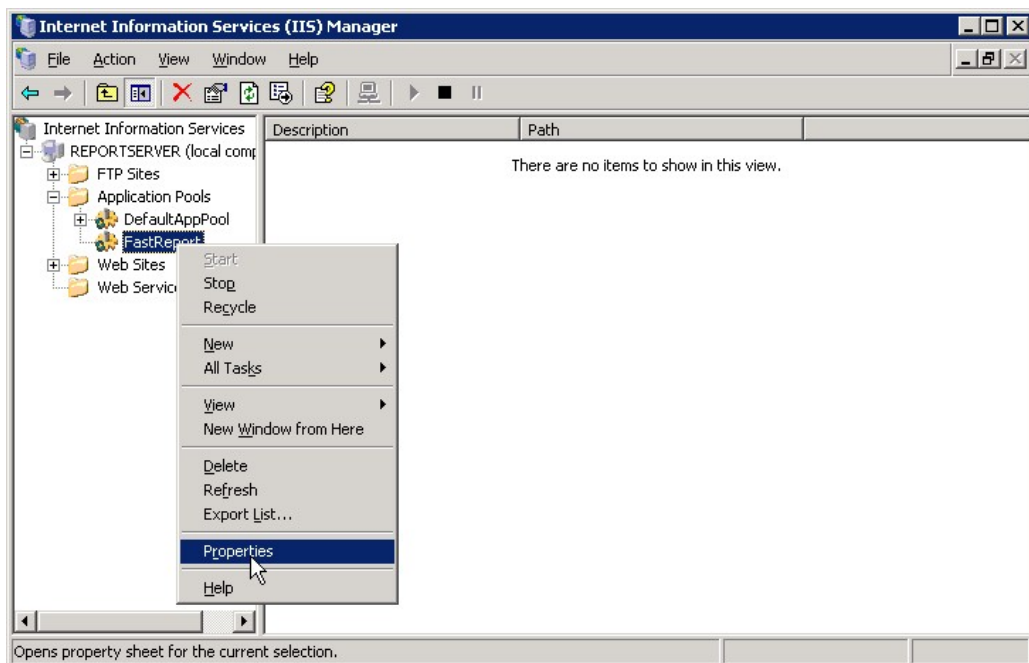 Internet Information Services (IIS) Manager
File Action View Window Help
Internet Information Services
REPORTSERVER (local comp
FTP Sites
Application Pools
DefaultAppPool
FastReport
Web Sites
Web Servic
Description Path
There are no items to show in this view.
Start
Stop
Recycle
New
All Tasks
View
New Window from Here
Delete
Refresh
Export List...
Properties
Help
Opens property sheet for the current selection.